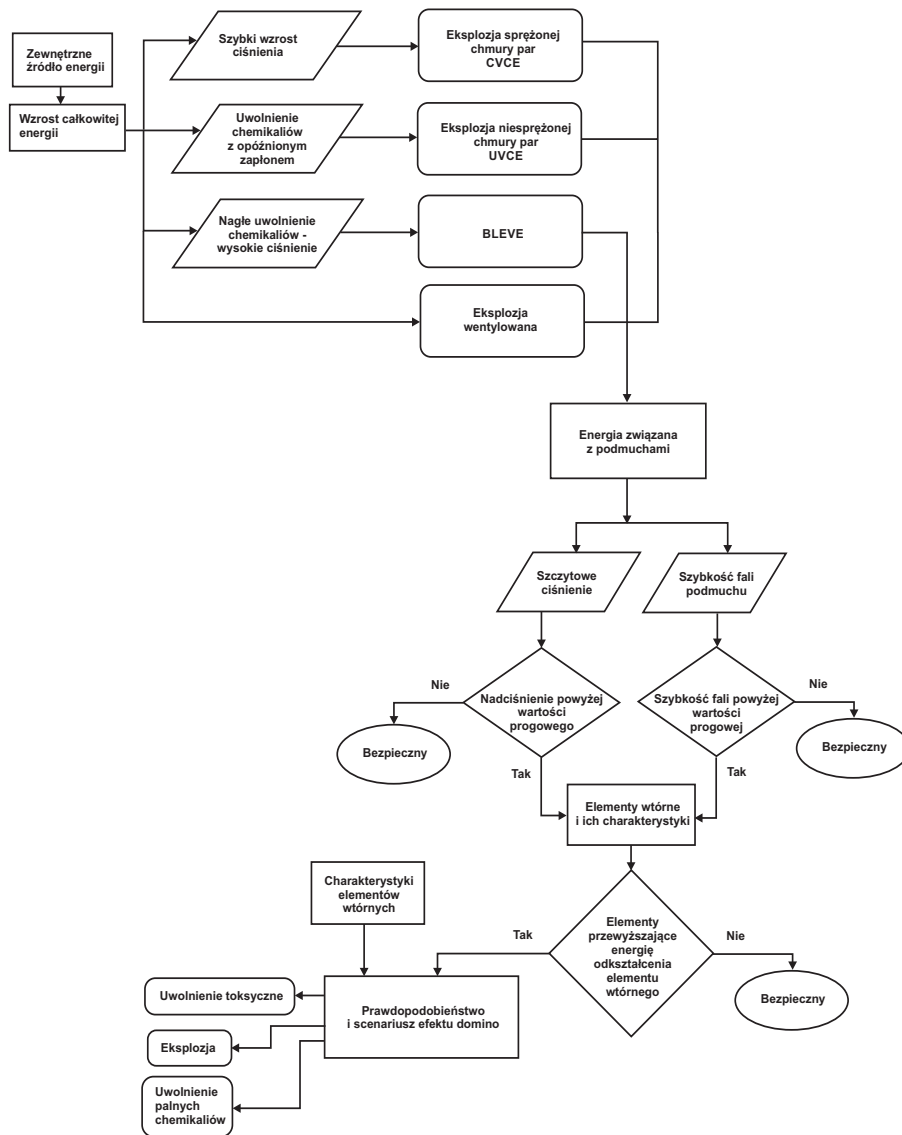 Zewnętrzne
źródło energii
Wzrost całkowitej
energii
Szybki wzrost
ciśnienia
Eksplozja sprężonej
chmury par
CVCE
Uwolnienie
chemikaliów
z opóźnionym
zapłonem
Eksplozja niesprężonej
chmury par
UVCE
Nagłe uwolnienie
chemikaliów -
wysokie ciśnienie
BLEVE
Eksplozja
wentylowana
Energia związana
z podmuchami
Szczytowe
ciśnienie
Szybkość fali
podmuchu
Nie
Nadciśnienie powyżej
wartości
progowego
Szybkość fali powyżej
wartości
progowej
Nie
Bezpieczny
Bezpieczny
Tak
Tak
Elementy wtórne
i ich charakterystyki
Charakterystyki
elementów
wtórnych
Tak
Elementy
przewyższające
energię
odkształcenia
elementu
wtórnego
Nie
Bezpieczny
Uwolnienie toksyczne
Prawdopodobieństwo
i scenariusz efektu domino
Eksplozja
Uwolnienie
palnych
chemikaliów